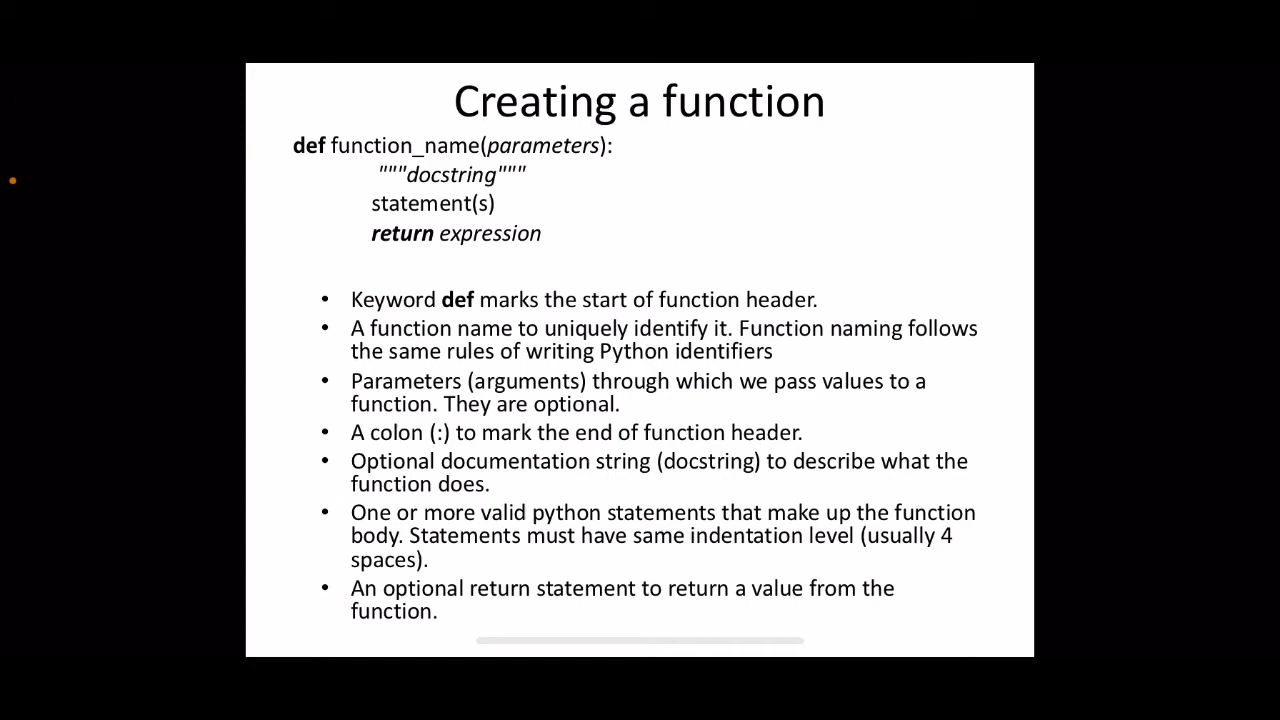 Creating a function
def function_name(parameters):
"""docstring"""
statement(s)
return expression
• Keyword def marks the start of function header.
• A function name to uniquely identify it. Function naming follows
the same rules of writing Python identifiers
• Parameters (arguments) through which we pass values to a
function. They are optional.
• A colon (:) to mark the end of function header.
• Optional documentation string (docstring) to describe what the
function does.
• One or more valid python statements that make up the function
body. Statements must have same indentation level (usually 4
spaces).
• An optional return statement to return a value from the
function.